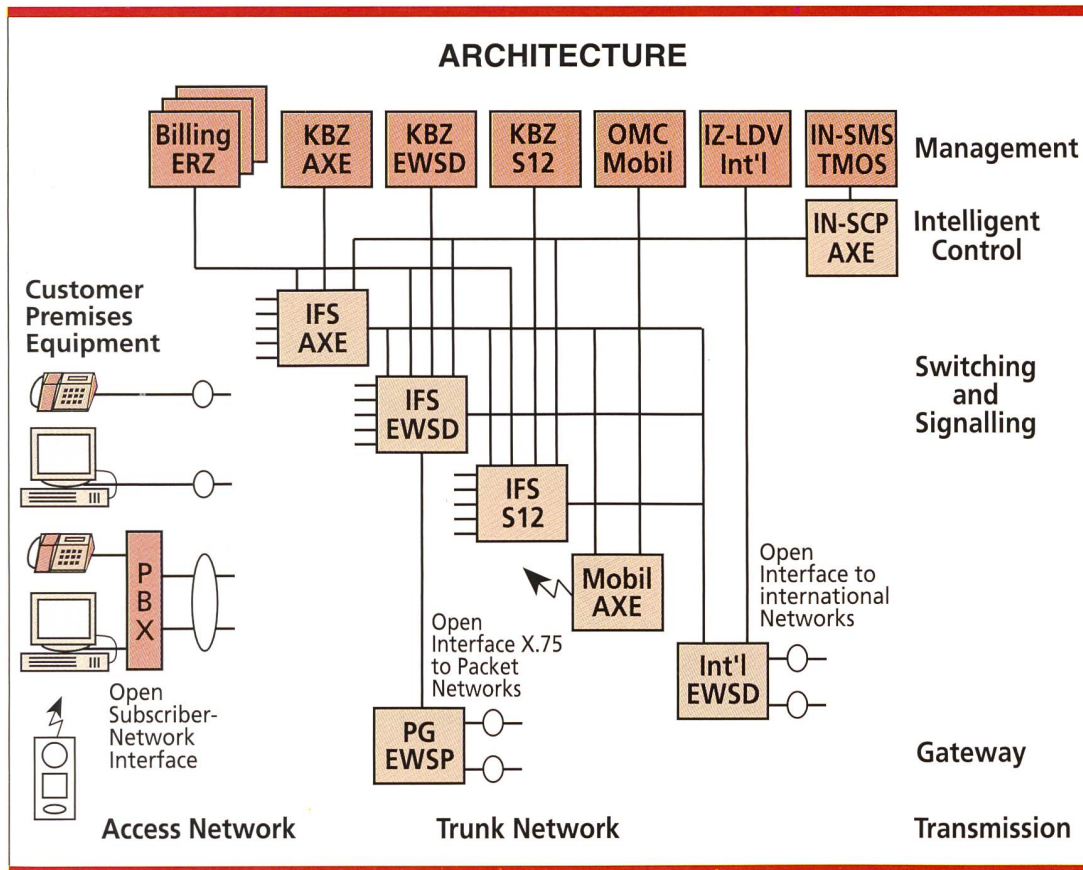 ARCHITECTURE
Billing
ERZ
KBZ
AXE
KBZ
EWSD
KBZ
S12
OMC
Mobil
IZ-LDV
Int'l
IN-SMS
TMOS
Management
IN-SCP
AXE
Intelligent
Control
Customer
Premises
Equipment
IFS
AXE
IFS
EWSD
Switching
and
Signalling
IFS
S12
PBX
Mobil
AXE
Open
Interface to
international
Networks
Open
Interface X.75
to Packet
Networks
Int'l
EWSD
Open
Subscriber-
Network
Interface
PG
EWSP
Gateway
Access Network
Trunk Network
Transmission